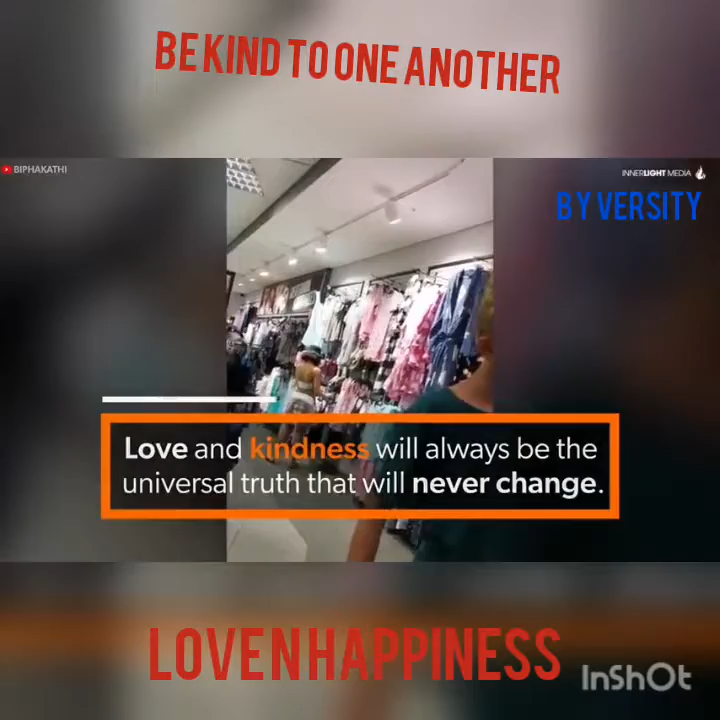 BE KIND TO ONE ANOTHER
BIPHAKATHI
INNERLIGHT MEDIA
BY VERSITY
Love and kindness will always be the
universal truth that will never change.
LOVE N HAPPINESS
InShOt